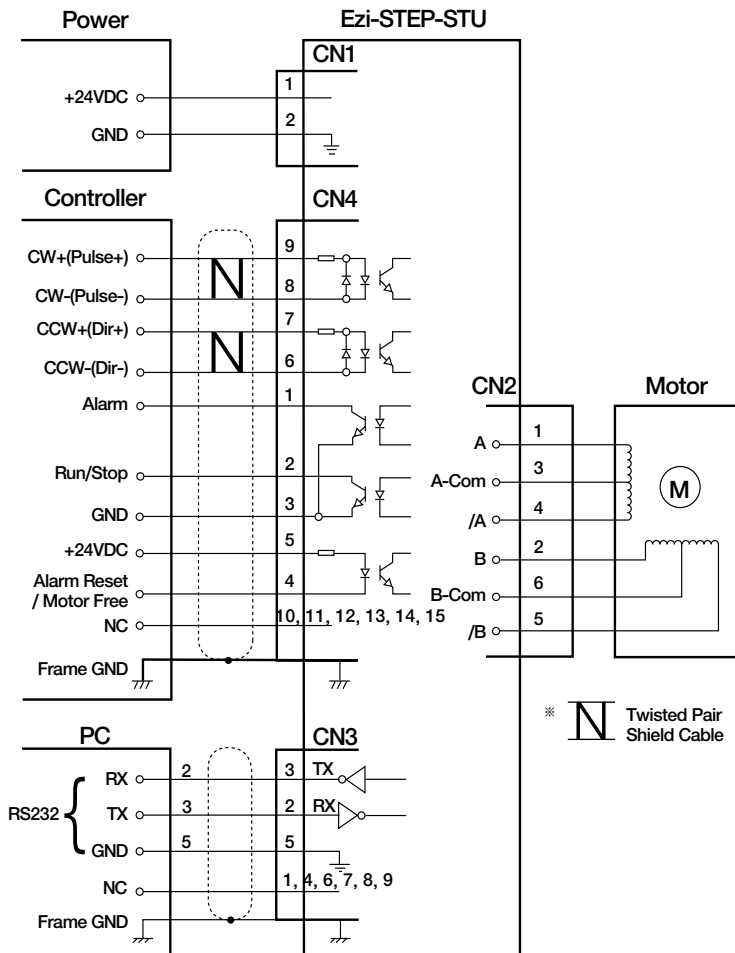 Power
Ezi-STEP-STU
CN1
+24VDC
1
GND
2
Controller
CN4
CW+(Pulse+)
9
CW-(Pulse-)
8
CCW+(Dir+)
7
CCW-(Dir-)
6
Alarm
1
Run/Stop
2
GND
3
+24VDC
5
Alarm Reset
/ Motor Free
4
NC
10, 11, 12, 13, 14, 15
Frame GND
CN2
Motor
A
1
A-Com
3
/A
4
B
2
B-Com
6
/B
5
M
※ N Twisted Pair
Shield Cable
N
N
PC
CN3
RS232
RX
2
3
TX
TX
3
2
RX
GND
5
5
NC
1, 4, 6, 7, 8, 9
Frame GND